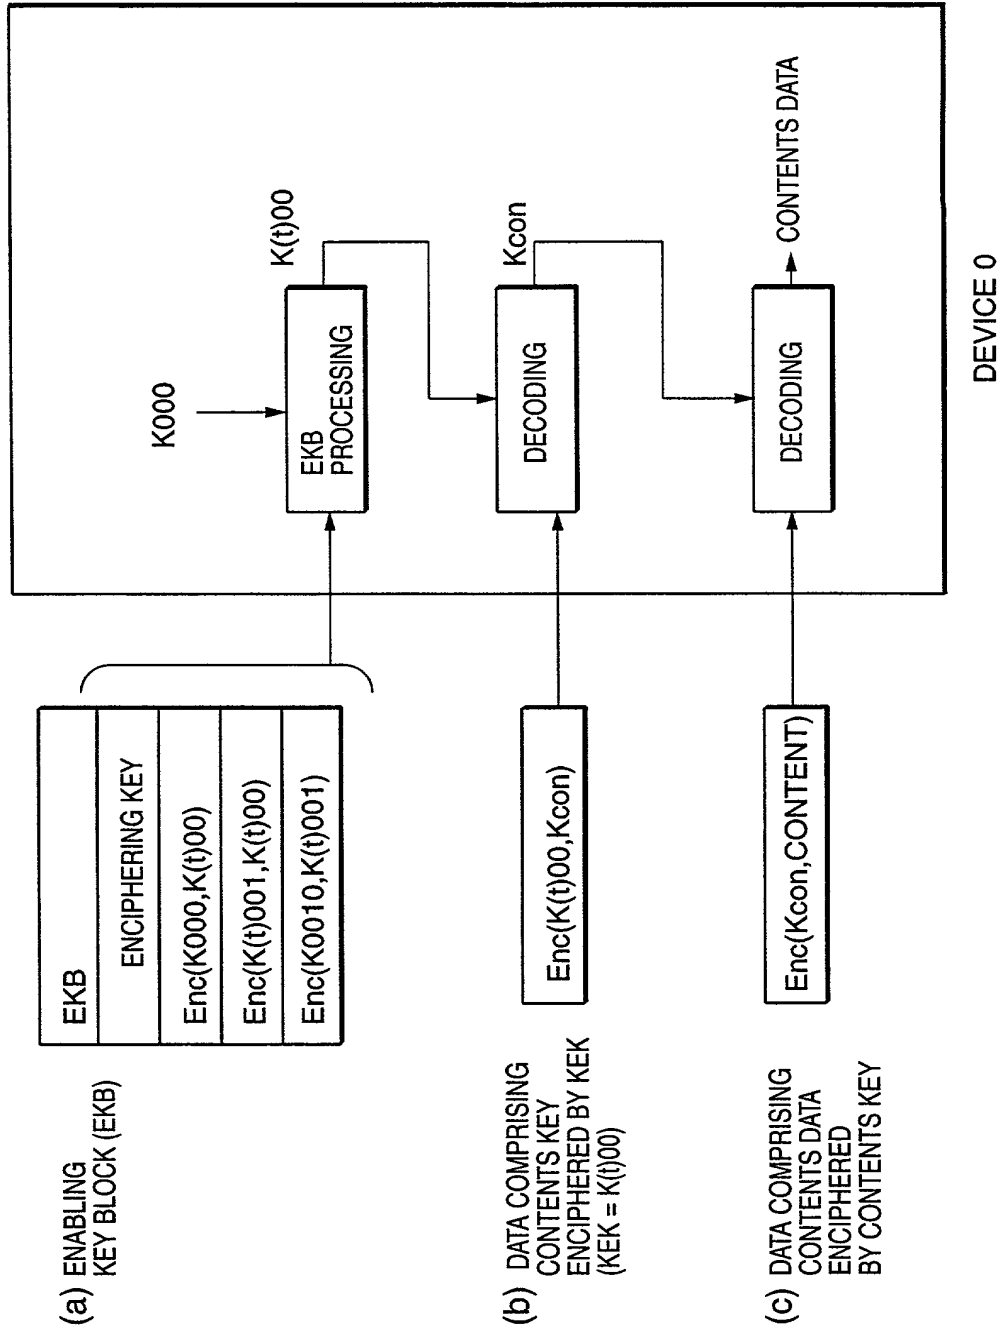 (a) ENABLING
KEY BLOCK (EKB)
EKB
ENCIPHERING KEY
Enc(K000,K(t)00)
Enc(K(t)001,K(t)00)
Enc(K0010,K(t)001)
K000
EKB
PROCESSING
K(t)00
(b) DATA COMPRISING
CONTENTS KEY
ENCIPHERED BY KEK
(KEK = K(t)00)
Enc(K(t)00,Kcon)
DECODING
Kcon
(c) DATA COMPRISING
CONTENTS DATA
ENCIPHERED
BY CONTENTS KEY
Enc(Kcon,CONTENT)
DECODING
CONTENTS DATA
DEVICE 0